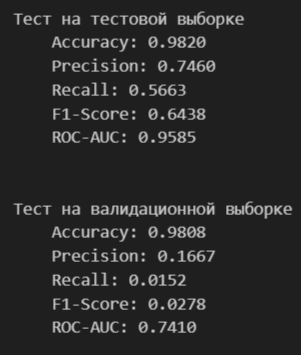 Тест на тестовой выборке
Accuracy: 0.9820
Precision: 0.7460
Recall: 0.5663
F1-Score: 0.6438
ROC-AUC: 0.9585
Тест на валидационной выборке
Accuracy: 0.9808
Precision: 0.1667
Recall: 0.0152
F1-Score: 0.0278
ROC-AUC: 0.7410